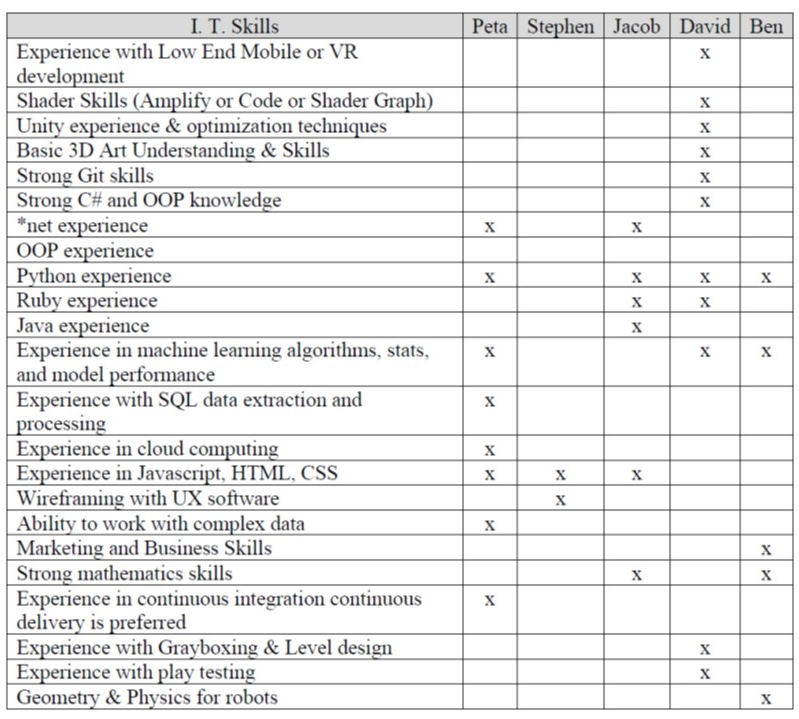 I. T. Skills Peta Stephen Jacob David Ben
Experience with Low End Mobile or VR x
development
Shader Skills (Amplify or Code or Shader Graph) x
Unity experience & optimization techniques x
Basic 3D Art Understanding & Skills x
Strong Git skills x
Strong C# and OOP knowledge x
*net experience x x
OOP experience
Python experience x x x x
Ruby experience x x
Java experience x
Experience in machine learning algorithms, stats, x x x
and model performance
Experience with SQL data extraction and x
processing
Experience in cloud computing x
Experience in Javascript, HTML, CSS x x x
Wireframing with UX software x
Ability to work with complex data x
Marketing and Business Skills x
Strong mathematics skills x x
Experience in continuous integration continuous x
delivery is preferred
Experience with Grayboxing & Level design x
Experience with play testing x
Geometry & Physics for robots x